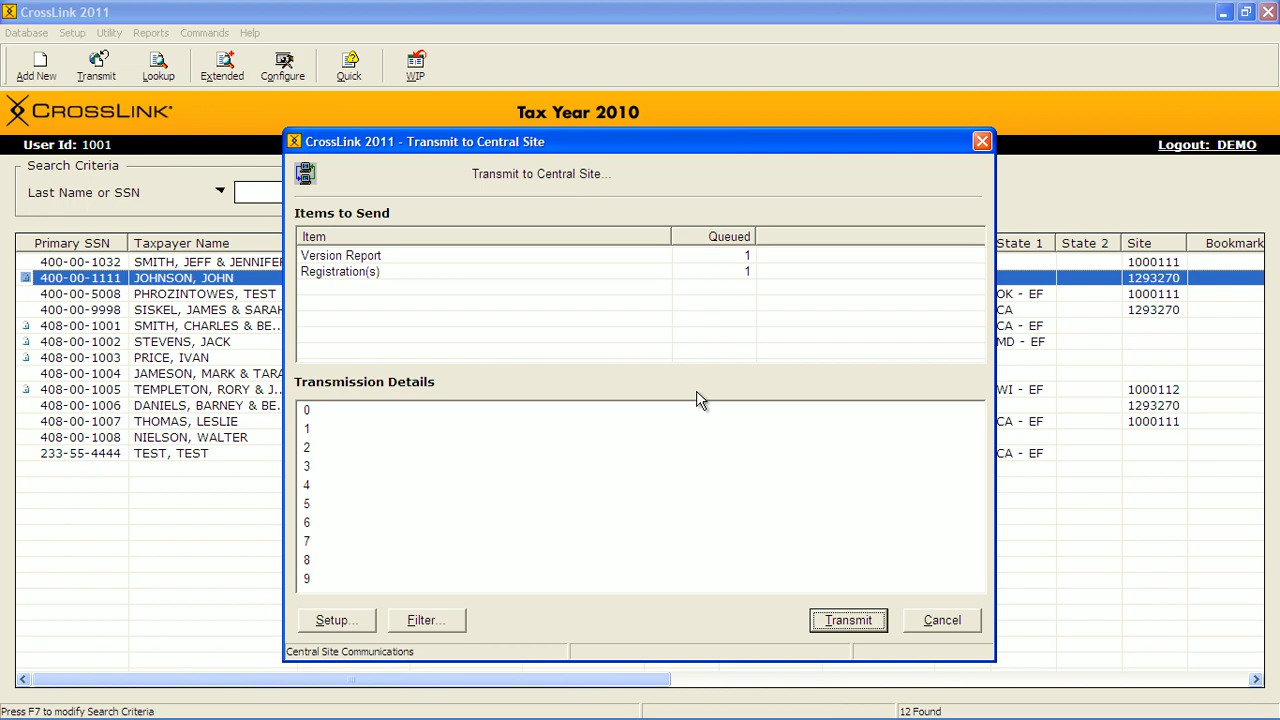 CrossLink 2011
Database Setup Utility Reports Commands Help
Add New Transmit Lookup Extended Configure Quick WIP
CROSSLINK Tax Year 2010
User Id: 1001 Logout: DEMO
CrossLink 2011 - Transmit to Central Site
Search Criteria
Last Name or SSN
Transmit to Central Site...
Items to Send
Item Queued
Version Report 1
Registration(s) 1
Transmission Details
0
1
2
3
4
5
6
7
8
9
Setup... Filter... Transmit Cancel
Central Site Communications
Primary SSN Taxpayer Name State 1 State 2 Site Bookmark
400-00-1032 SMITH, JEFF & JENNIFER 1000111
400-00-1111 JOHNSON, JOHN 1293270
400-00-5008 PHROZINTOWES, TEST OK - EF 1000111
400-00-9998 SISKEL, JAMES & SARAH CA 1293270
408-00-1001 SMITH, CHARLES & BE... CA - EF
408-00-1002 STEVENS, JACK MD - EF
408-00-1003 PRICE, IVAN
408-00-1004 JAMESON, MARK & TARA
408-00-1005 TEMPLETON, RORY & J... WI - EF 1000112
408-00-1006 DANIELS, BARNEY & BE... 1293270
408-00-1007 THOMAS, LESLIE CA - EF 1000111
408-00-1008 NIELSON, WALTER
233-55-4444 TEST, TEST CA - EF
Press F7 to modify Search Criteria 12 Found